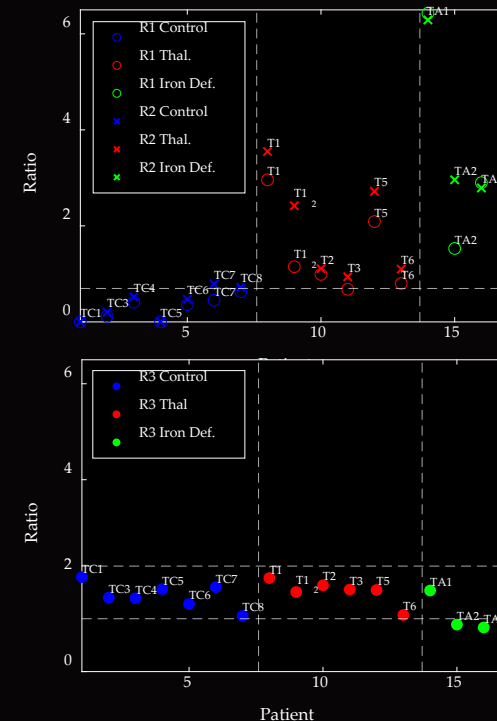 6
R1 Control
R1 Thal.
R1 Iron Def.
R2 Control
R2 Thal.
R2 Iron Def.
TA1
T1
T1
T1
2
T5
T5
TA2
TA
4
Ratio
2
T1
2
T2
T3
T6
T6
TA2
TC7
TC8
TC4
TC6
TC7
TC3
TC1
TC5
0
5
10
15
6
R3 Control
R3 Thal
R3 Iron Def.
4
Ratio
2
TC1
TC3
TC4
TC5
TC6
TC7
TC8
T1
T1
2
T2
T3
T5
T6
TA1
TA2
TA
0
5
10
15
Patient